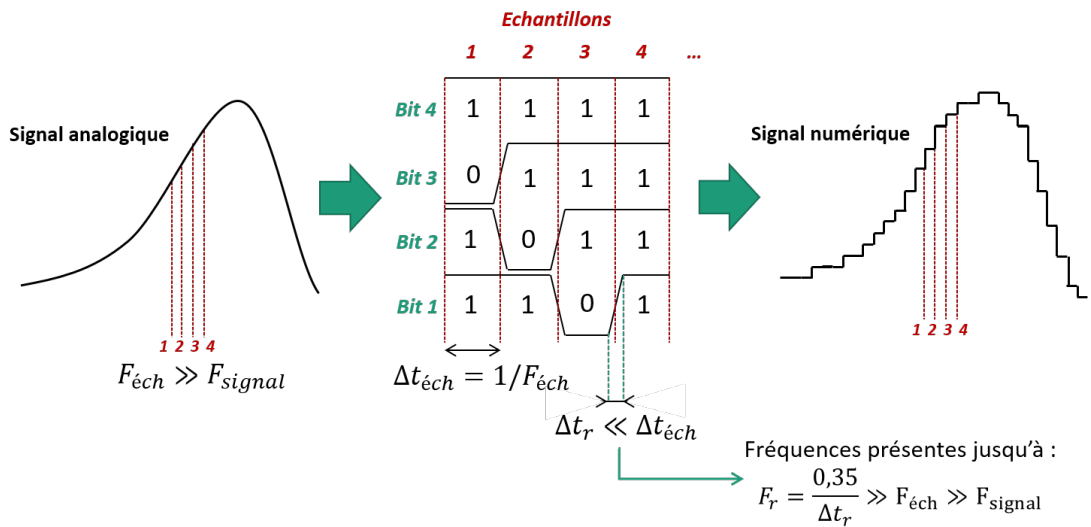 Echantillons
1 2 3 4 ...
Signal analogique
Bit 4 1 1 1 1
Bit 3 0 1 1 1
Bit 2 1 0 1 1
Bit 1 1 1 0 1
Signal numérique
1 2 3 4
F_éch ≫ F_signal
Δt_éch = 1/F_éch
Δt_r ≪ Δt_éch
1 2 3 4
Fréquences présentes jusqu'à :
F_r = 0,35/Δt_r ≫ F_éch ≫ F_signal